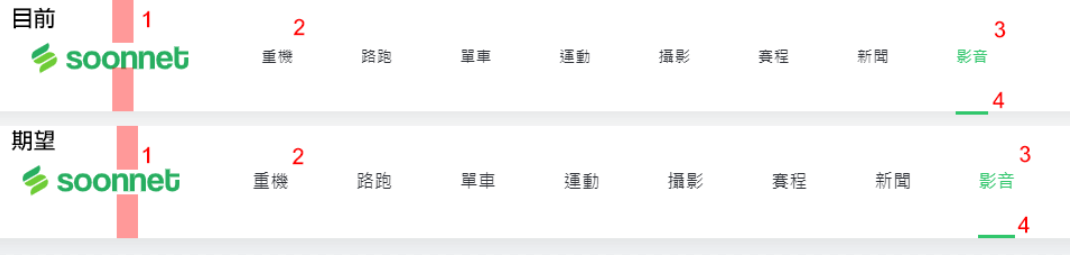 目前
1 2 3
soonnet 重機 路跑 單車 運動 攝影 賽程 新聞 影音
4
期望
1 2 3
soonnet 重機 路跑 單車 運動 攝影 賽程 新聞 影音
4